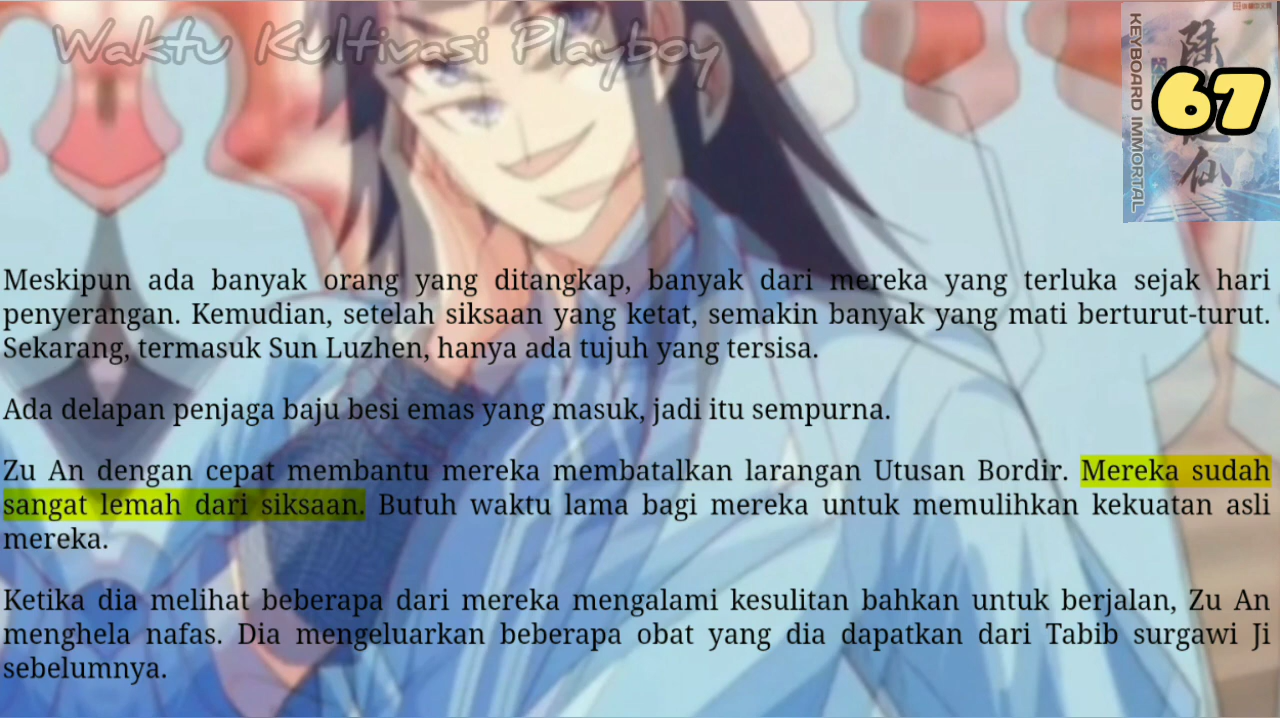 Waktu Kultivasi Playboy
KEYBOARD IMMORTAL
67
仙
Meskipun ada banyak orang yang ditangkap, banyak dari mereka yang terluka sejak hari
penyerangan. Kemudian, setelah siksaan yang ketat, semakin banyak yang mati berturut-turut.
Sekarang, termasuk Sun Luzhen, hanya ada tujuh yang tersisa.
Ada delapan penjaga baju besi emas yang masuk, jadi itu sempurna.
Zu An dengan cepat membantu mereka membatalkan larangan Utusan Bordir. Mereka sudah
sangat lemah dari siksaan. Butuh waktu lama bagi mereka untuk memulihkan kekuatan asli
mereka.
Ketika dia melihat beberapa dari mereka mengalami kesulitan bahkan untuk berjalan, Zu An
menghela nafas. Dia mengeluarkan beberapa obat yang dia dapatkan dari Tabib surgawi Ji
sebelumnya.